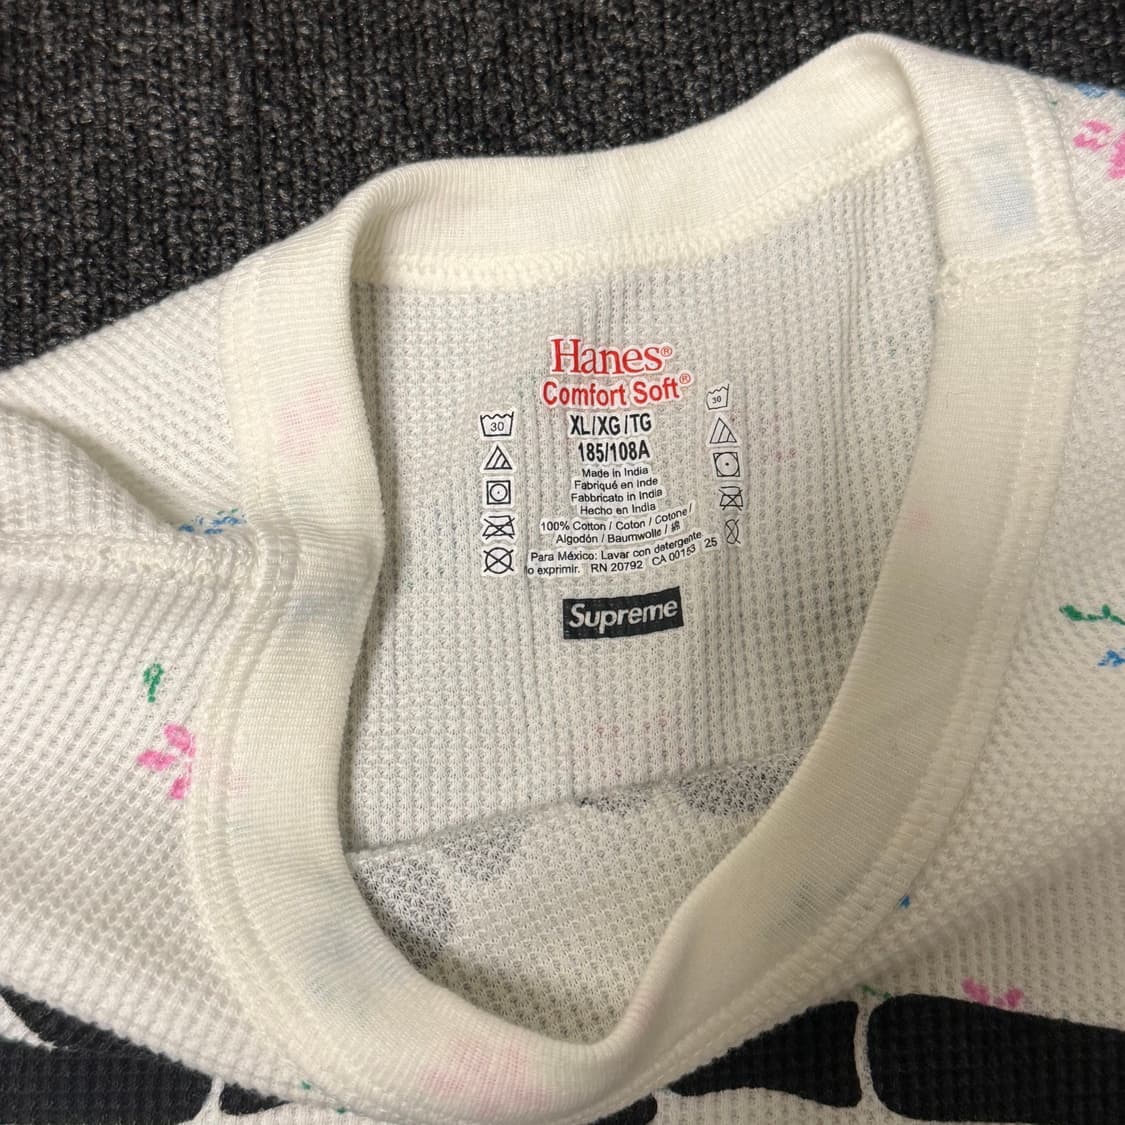 Hanes®
Comfort Soft®
XL/XG/TG
185/108A
Made in India
Fabriqué en Inde
Fabbricato in India
Hecho en India
100% Cotton / Coton / Cotone /
Algodón / Baumwolle / 綿
Para México: Lavar con detergente
o exprimir. RN 20792 CA 00153 25
30
30
Supreme